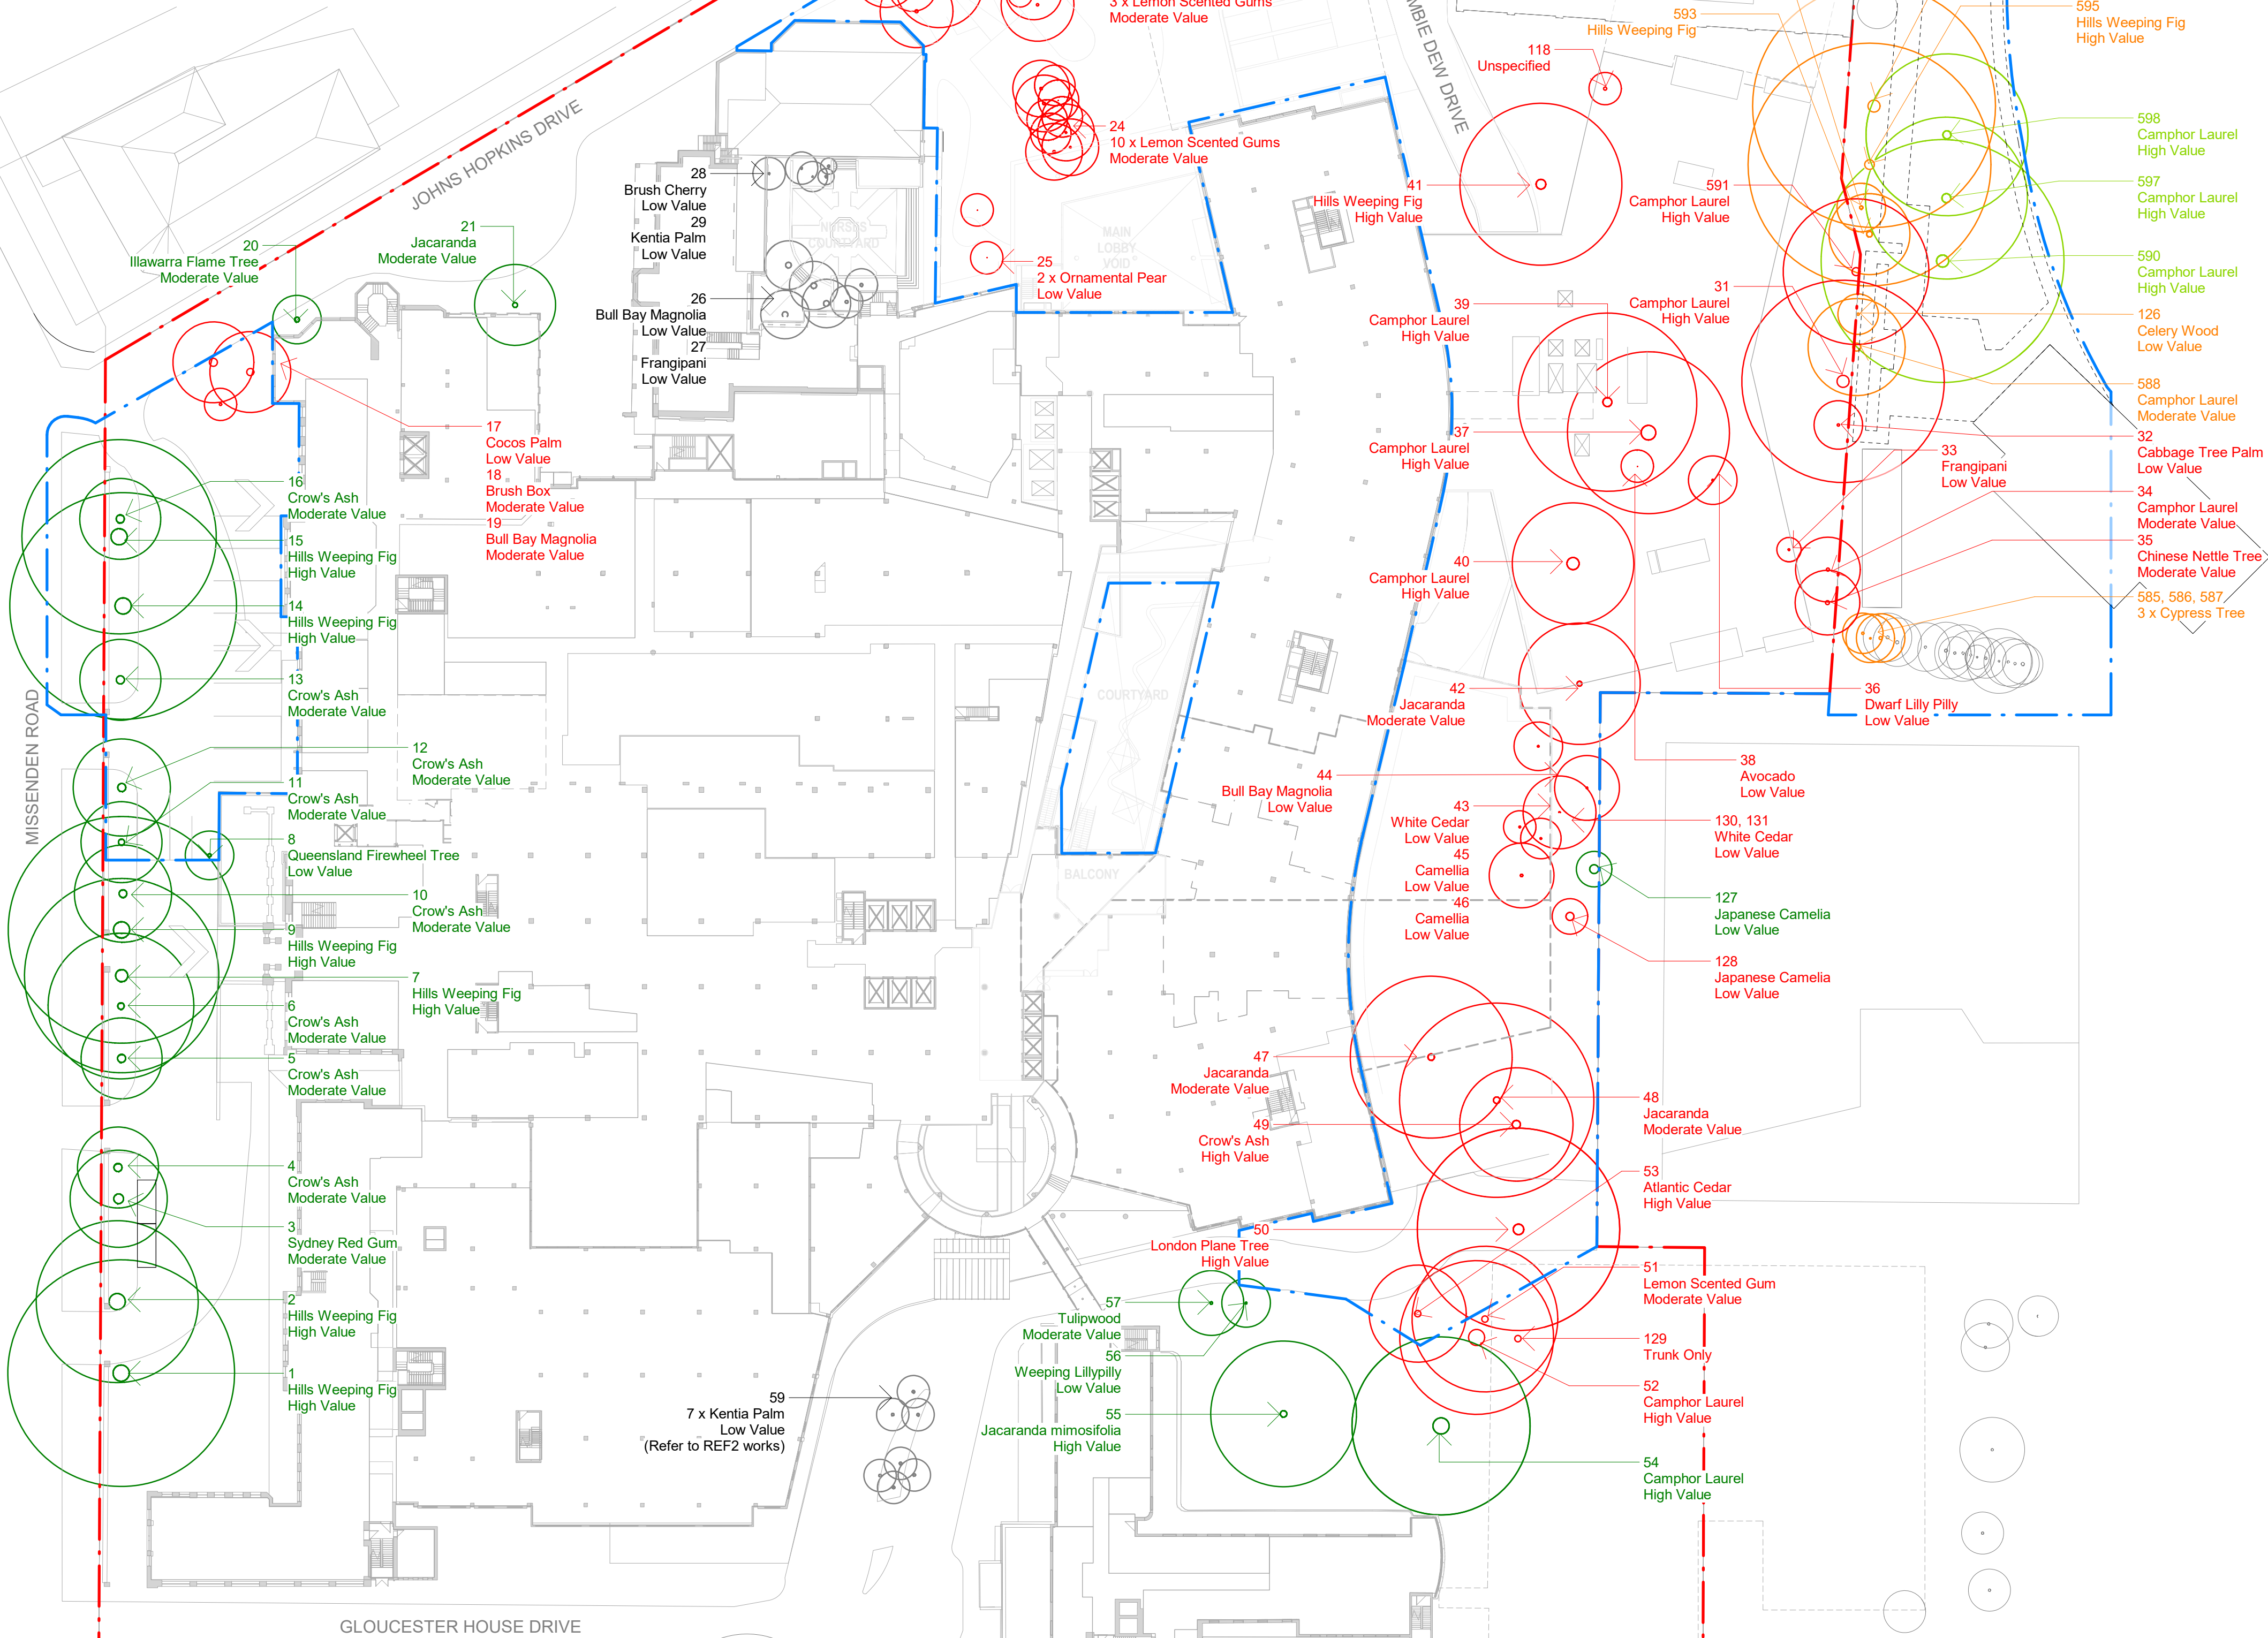 3 x Lemon Scented Gums
Moderate Value
MBIE DEW DRIVE
593
Hills Weeping Fig
595
Hills Weeping Fig
High Value
118
Unspecified
JOHNS HOPKINS DRIVE
24
10 x Lemon Scented Gums
Moderate Value
598
Camphor Laurel
High Value
28
Brush Cherry
Low Value
29
Kentia Palm
Low Value
NURSES
COURTYARD
MAIN
LOBBY
VOID
41
Hills Weeping Fig
High Value
591
Camphor Laurel
High Value
597
Camphor Laurel
High Value
20
Illawarra Flame Tree
Moderate Value
21
Jacaranda
Moderate Value
25
2 x Ornamental Pear
Low Value
590
Camphor Laurel
High Value
26
Bull Bay Magnolia
Low Value
27
Frangipani
Low Value
39
Camphor Laurel
High Value
31
Camphor Laurel
High Value
126
Celery Wood
Low Value
588
Camphor Laurel
Moderate Value
17
Cocos Palm
Low Value
18
Brush Box
Moderate Value
19
Bull Bay Magnolia
Moderate Value
37
Camphor Laurel
High Value
32
Cabbage Tree Palm
Low Value
33
Frangipani
Low Value
34
Camphor Laurel
Moderate Value
35
Chinese Nettle Tree
Moderate Value
16
Crow's Ash
Moderate Value
15
Hills Weeping Fig
High Value
40
Camphor Laurel
High Value
585, 586, 587,
3 x Cypress Tree
14
Hills Weeping Fig
High Value
13
Crow's Ash
Moderate Value
COURTYARD
42
Jacaranda
Moderate Value
36
Dwarf Lilly Pilly
Low Value
MISSENDEN ROAD
12
Crow's Ash
Moderate Value
11
Crow's Ash
Moderate Value
44
Bull Bay Magnolia
Low Value
38
Avocado
Low Value
43
White Cedar
Low Value
130, 131
White Cedar
Low Value
8
Queensland Firewheel Tree
Low Value
BALCONY
45
Camellia
Low Value
46
Camellia
Low Value
10
Crow's Ash
Moderate Value
127
Japanese Camelia
Low Value
9
Hills Weeping Fig
High Value
128
Japanese Camelia
Low Value
7
Hills Weeping Fig
High Value
6
Crow's Ash
Moderate Value
5
Crow's Ash
Moderate Value
47
Jacaranda
Moderate Value
48
Jacaranda
Moderate Value
49
Crow's Ash
High Value
4
Crow's Ash
Moderate Value
53
Atlantic Cedar
High Value
3
Sydney Red Gum
Moderate Value
50
London Plane Tree
High Value
51
Lemon Scented Gum
Moderate Value
2
Hills Weeping Fig
High Value
57
Tulipwood
Moderate Value
129
Trunk Only
56
Weeping Lillypilly
Low Value
1
Hills Weeping Fig
High Value
52
Camphor Laurel
High Value
59
7 x Kentia Palm
Low Value
(Refer to REF2 works)
55
Jacaranda mimosifolia
High Value
54
Camphor Laurel
High Value
GLOUCESTER HOUSE DRIVE